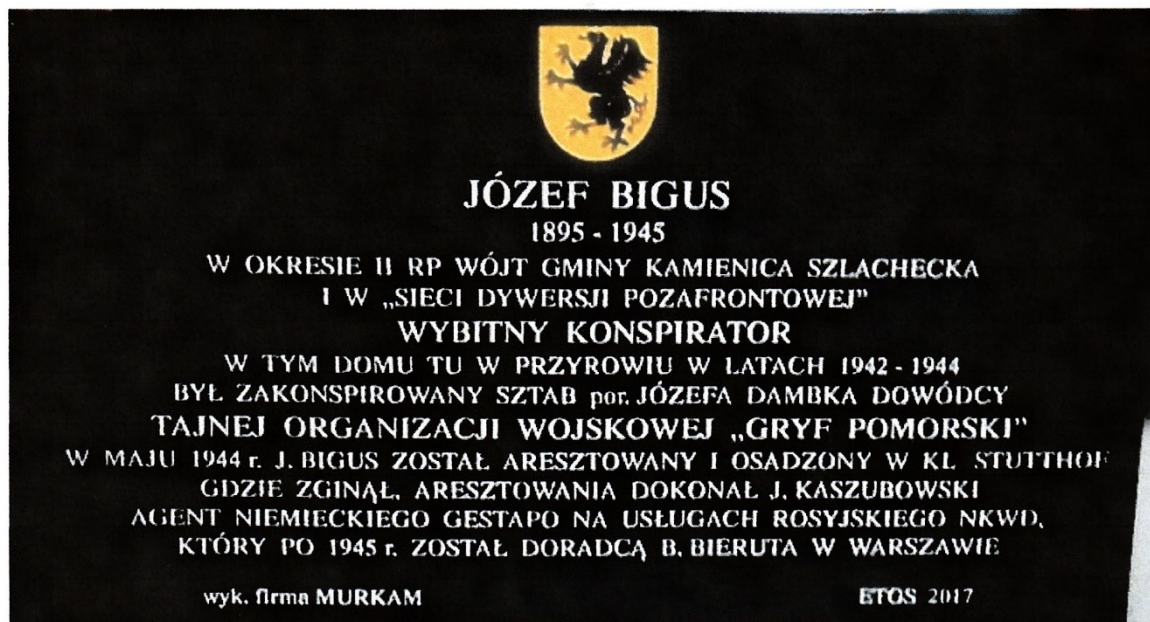 JÓZEF BIGUS
1895 - 1945
W OKRESIE II RP WÓJT GMINY KAMIENICA SZLACHECKA
I W „SIECI DYWERSJI POZAFRONTOWEJ”
WYBITNY KONSPIRATOR
W TYM DOMU TU W PRZYROWIU W LATACH 1942 - 1944
BYŁ ZAKONSPIROWANY SZTAB por. JÓZEFA DAMBKA DOWÓDCY
TAJNEJ ORGANIZACJI WOJSKOWEJ „GRYF POMORSKI”
W MAJU 1944 r. J. BIGUS ZOSTAŁ ARESZTOWANY I OSADZONY W KL STUTTHOF
GDZIE ZGINĄŁ. ARESZTOWANIA DOKONAŁ J. KASZUBOWSKI
AGENT NIEMIECKIEGO GESTAPO NA USŁUGACH ROSYJSKIEGO NKWD,
KTÓRY PO 1945 r. ZOSTAŁ DORADCĄ B. BIERUTA W WARSZAWIE
wyk. firma MURKAM
ETOS 2017